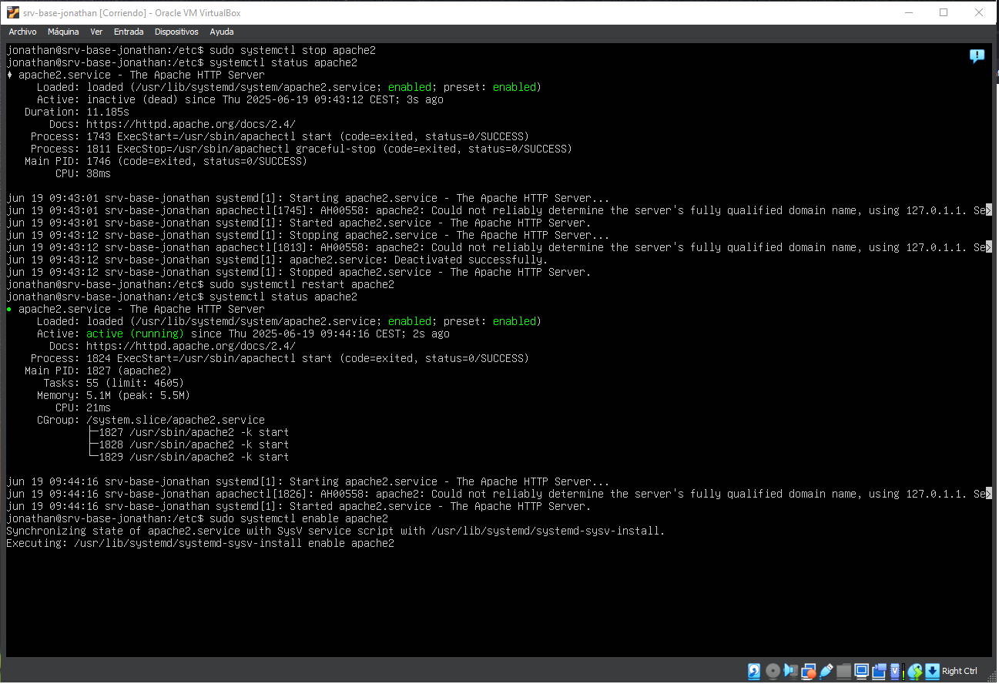 srv-base-jonathan [Corriendo] - Oracle VM VirtualBox
Archivo Máquina Ver Entrada Dispositivos Ayuda
jonathan@srv-base-jonathan:/etc$ sudo systemctl stop apache2
jonathan@srv-base-jonathan:/etc$ systemctl status apache2
♦ apache2.service - The Apache HTTP Server
     Loaded: loaded (/usr/lib/systemd/system/apache2.service; enabled; preset: enabled)
     Active: inactive (dead) since Thu 2025-06-19 09:43:12 CEST; 3s ago
   Duration: 11.185s
       Docs: https://httpd.apache.org/docs/2.4/
    Process: 1743 ExecStart=/usr/sbin/apachectl start (code=exited, status=0/SUCCESS)
    Process: 1811 ExecStop=/usr/sbin/apachectl graceful-stop (code=exited, status=0/SUCCESS)
   Main PID: 1746 (code=exited, status=0/SUCCESS)
        CPU: 38ms
jun 19 09:43:01 srv-base-jonathan systemd[1]: Starting apache2.service - The Apache HTTP Server...
jun 19 09:43:01 srv-base-jonathan apachectl[1745]: AH00558: apache2: Could not reliably determine the server's fully qualified domain name, using 127.0.1.1. Se>
jun 19 09:43:01 srv-base-jonathan systemd[1]: Started apache2.service - The Apache HTTP Server.
jun 19 09:43:12 srv-base-jonathan systemd[1]: Stopping apache2.service - The Apache HTTP Server...
jun 19 09:43:12 srv-base-jonathan apachectl[1813]: AH00558: apache2: Could not reliably determine the server's fully qualified domain name, using 127.0.1.1. Se>
jun 19 09:43:12 srv-base-jonathan systemd[1]: apache2.service: Deactivated successfully.
jun 19 09:43:12 srv-base-jonathan systemd[1]: Stopped apache2.service - The Apache HTTP Server.
jonathan@srv-base-jonathan:/etc$ sudo systemctl restart apache2
jonathan@srv-base-jonathan:/etc$ systemctl status apache2
● apache2.service - The Apache HTTP Server
     Loaded: loaded (/usr/lib/systemd/system/apache2.service; enabled; preset: enabled)
     Active: active (running) since Thu 2025-06-19 09:44:16 CEST; 2s ago
       Docs: https://httpd.apache.org/docs/2.4/
    Process: 1824 ExecStart=/usr/sbin/apachectl start (code=exited, status=0/SUCCESS)
   Main PID: 1827 (apache2)
      Tasks: 55 (limit: 4605)
     Memory: 5.1M (peak: 5.5M)
        CPU: 21ms
     CGroup: /system.slice/apache2.service
             ├─1827 /usr/sbin/apache2 -k start
             ├─1828 /usr/sbin/apache2 -k start
             └─1829 /usr/sbin/apache2 -k start
jun 19 09:44:16 srv-base-jonathan systemd[1]: Starting apache2.service - The Apache HTTP Server...
jun 19 09:44:16 srv-base-jonathan apachectl[1826]: AH00558: apache2: Could not reliably determine the server's fully qualified domain name, using 127.0.1.1. Se>
jun 19 09:44:16 srv-base-jonathan systemd[1]: Started apache2.service - The Apache HTTP Server.
jonathan@srv-base-jonathan:/etc$ sudo systemctl enable apache2
Synchronizing state of apache2.service with SysV service script with /usr/lib/systemd/systemd-sysv-install.
Executing: /usr/lib/systemd/systemd-sysv-install enable apache2
Right Ctrl